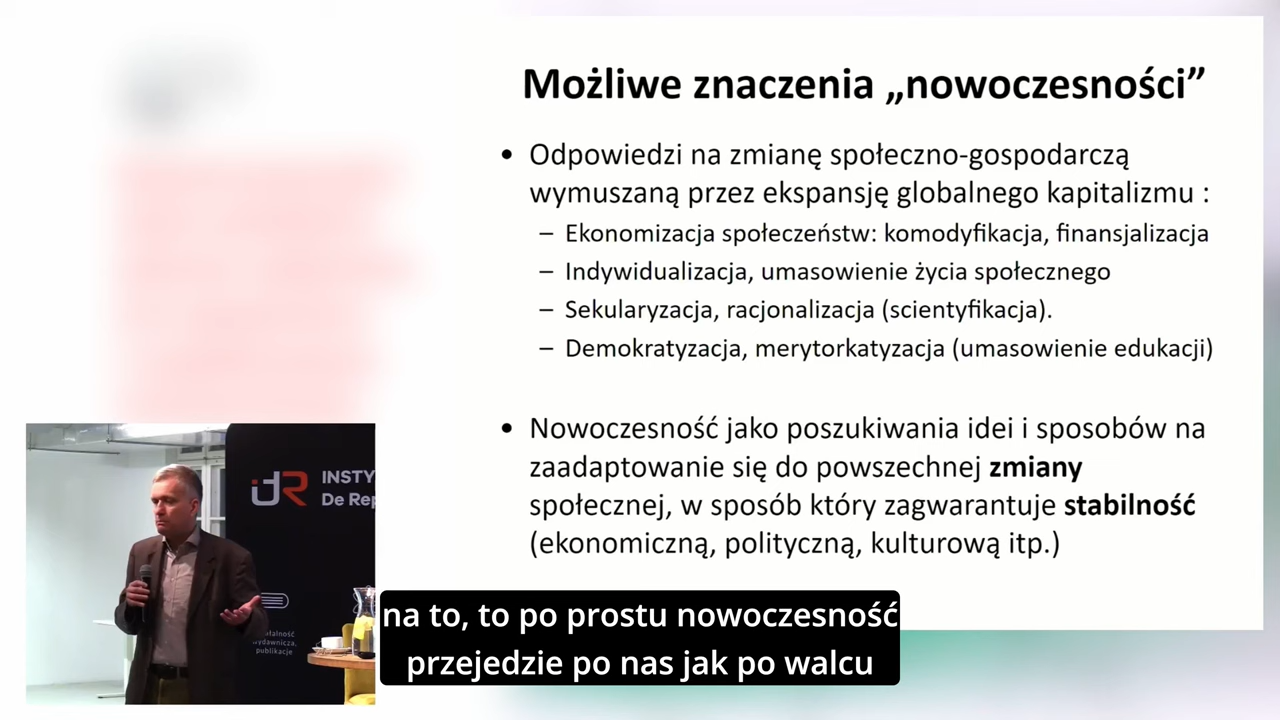 Możliwe znaczenia „nowoczesności”
• Odpowiedzi na zmianę społeczno-gospodarczą
wymuszaną przez ekspansję globalnego kapitalizmu :
– Ekonomizacja społeczeństw: komodyfikacja, finansjalizacja
– Indywidualizacja, umasowienie życia społecznego
– Sekularyzacja, racjonalizacja (scientyfikacja).
– Demokratyzacja, merytorkatyzacja (umasowienie edukacji)
• Nowoczesność jako poszukiwania idei i sposobów na
zaadaptowanie się do powszechnej zmiany
społecznej, w sposób który zagwarantuje stabilność
(ekonomiczną, polityczną, kulturową itp.)
idR
INSTY
De Rep
publikacje
na to, to po prostu nowoczesność
przejedzie po nas jak po walcu